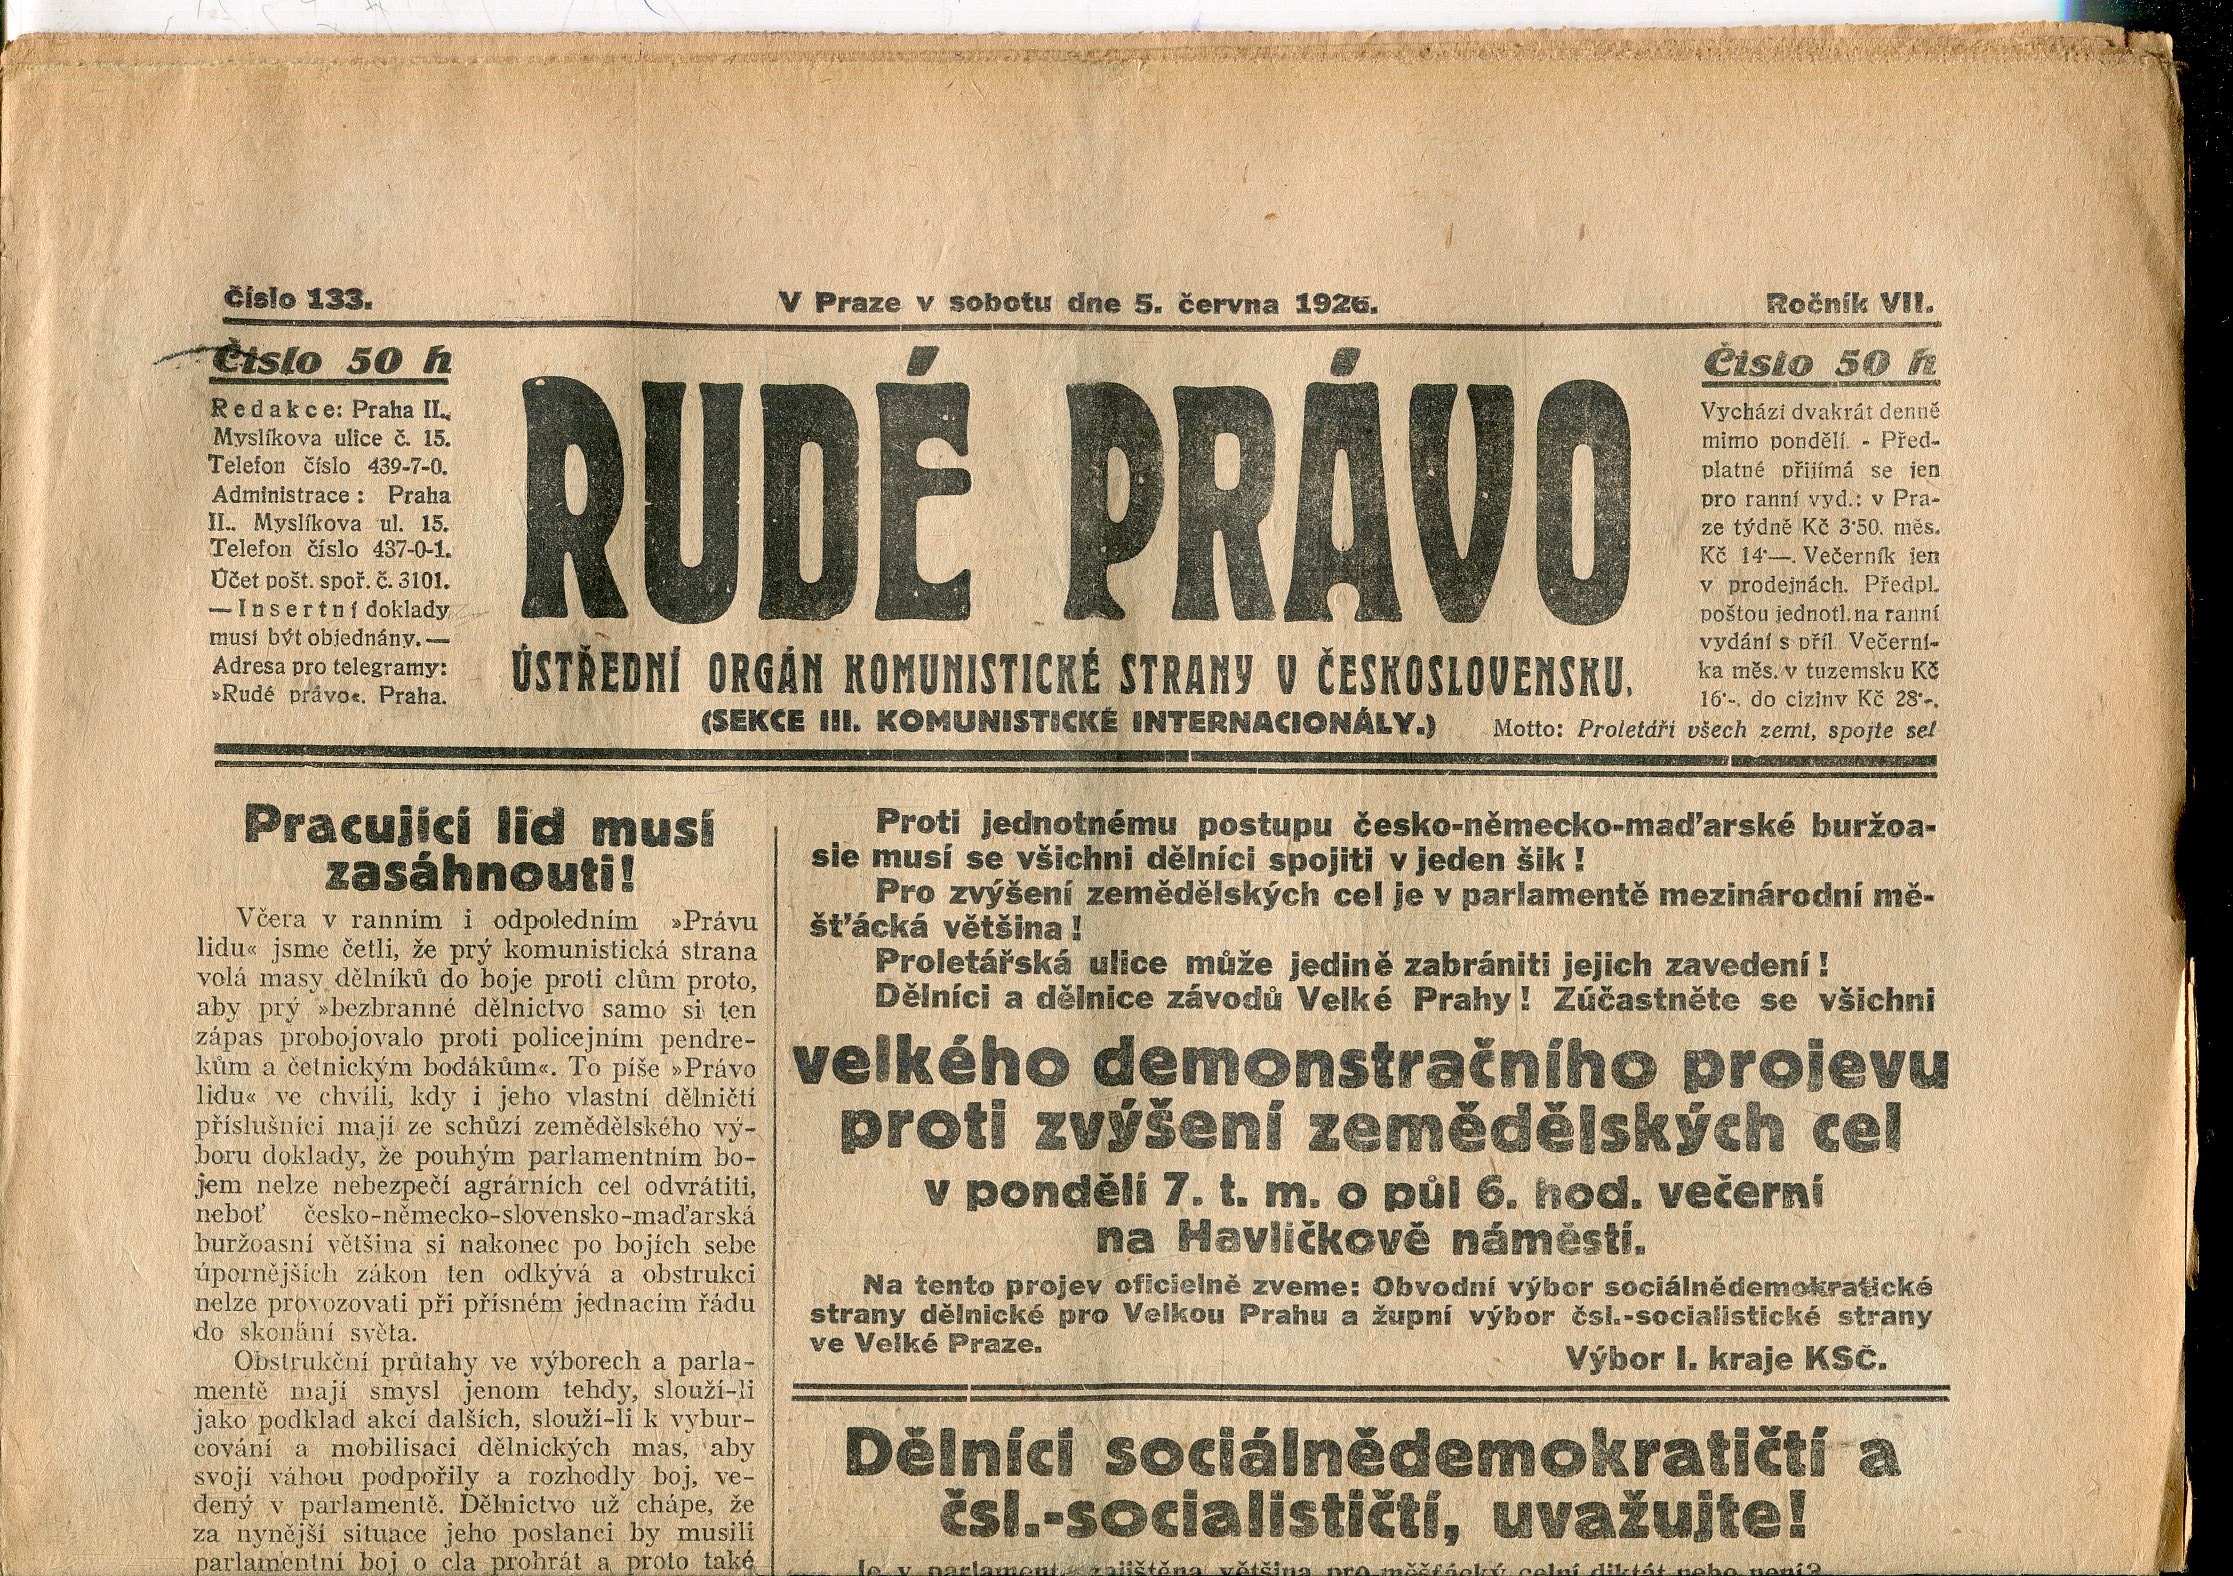 Číslo 133.
V Praze v sobotu dne 5. června 1926.
Ročník VII.
Číslo 50 h
Redakce: Praha II.,
Myslíkova ulice č. 15.
Telefon číslo 439-7-0.
Administrace: Praha
II.. Myslíkova ul. 15.
Telefon číslo 437-0-1.
Účet pošt. spoř. č. 3101.
— Insertní doklady
musí být objednány. —
Adresa pro telegramy:
»Rudé právo«. Praha.
RUDÉ PRÁVO
ÚSTŘEDNÍ ORGÁN KOMUNISTICKÉ STRANY V ČESKOSLOVENSKU.
(SEKCE III. KOMUNISTICKÉ INTERNACIONÁLY.)
Číslo 50 h
Vychází dvakrát denně
mimo pondělí. - Před-
platné přijímá se jen
pro ranní vyd.: v Pra-
ze týdně Kč 3·50. měs.
Kč 14·—. Večerník jen
v prodejnách. Předpl.
poštou jednotl. na ranní
vydání s příl. Večerní-
ka měs. v tuzemsku Kč
16·-. do ciziny Kč 28·-.
Motto: Proletáři všech zemí, spojte se!
Pracující lid musí
zasáhnouti!
Včera v ranním i odpoledním »Právu
lidu« jsme četli, že prý komunistická strana
volá masy dělníků do boje proti clům proto,
aby prý »bezbranné dělnictvo samo si ten
zápas probojovalo proti policejním pendre-
kům a četnickým bodákům«. To píše »Právo
lidu« ve chvíli, kdy i jeho vlastní dělničtí
příslušníci mají ze schůzí zemědělského vý-
boru doklady, že pouhým parlamentním bo-
jem nelze nebezpečí agrárních cel odvrátiti,
neboť česko-německo-slovensko-maďarská
buržoasní většina si nakonec po bojích sebe
úpornějších zákon ten odkývá a obstrukci
nelze provozovati při přísném jednacím řádu
do skonání světa.
Obstrukční průtahy ve výborech a parla-
mentě mají smysl jenom tehdy, slouží-li
jako podklad akcí dalších, slouží-li k vybur-
cování a mobilisaci dělnických mas, aby
svojí váhou podpořily a rozhodly boj, ve-
dený v parlamentě. Dělnictvo už chápe, že
za nynější situace jeho poslanci by musili
parlamentní boj o cla prohrát a proto také
Proti jednotnému postupu česko-německo-maďarské buržoa-
sie musí se všichni dělníci spojiti v jeden šik!
Pro zvýšení zemědělských cel je v parlamentě mezinárodní mě-
šťácká většina!
Proletářská ulice může jedině zabrániti jejich zavedení!
Dělníci a dělnice závodů Velké Prahy! Zúčastněte se všichni
velkého demonstračního projevu
proti zvýšení zemědělských cel
v pondělí 7. t. m. o půl 6. hod. večerní
na Havlíčkově náměstí.
Na tento projev oficielně zveme: Obvodní výbor sociálnědemokratické
strany dělnické pro Velkou Prahu a župní výbor čsl.-socialistické strany
ve Velké Praze.
Výbor I. kraje KSČ.
Dělníci sociálnědemokratičtí a
čsl.-socialističtí, uvažujte!
Je v parlament zajištěna většina pro měšťácký celní diktát nebo není?